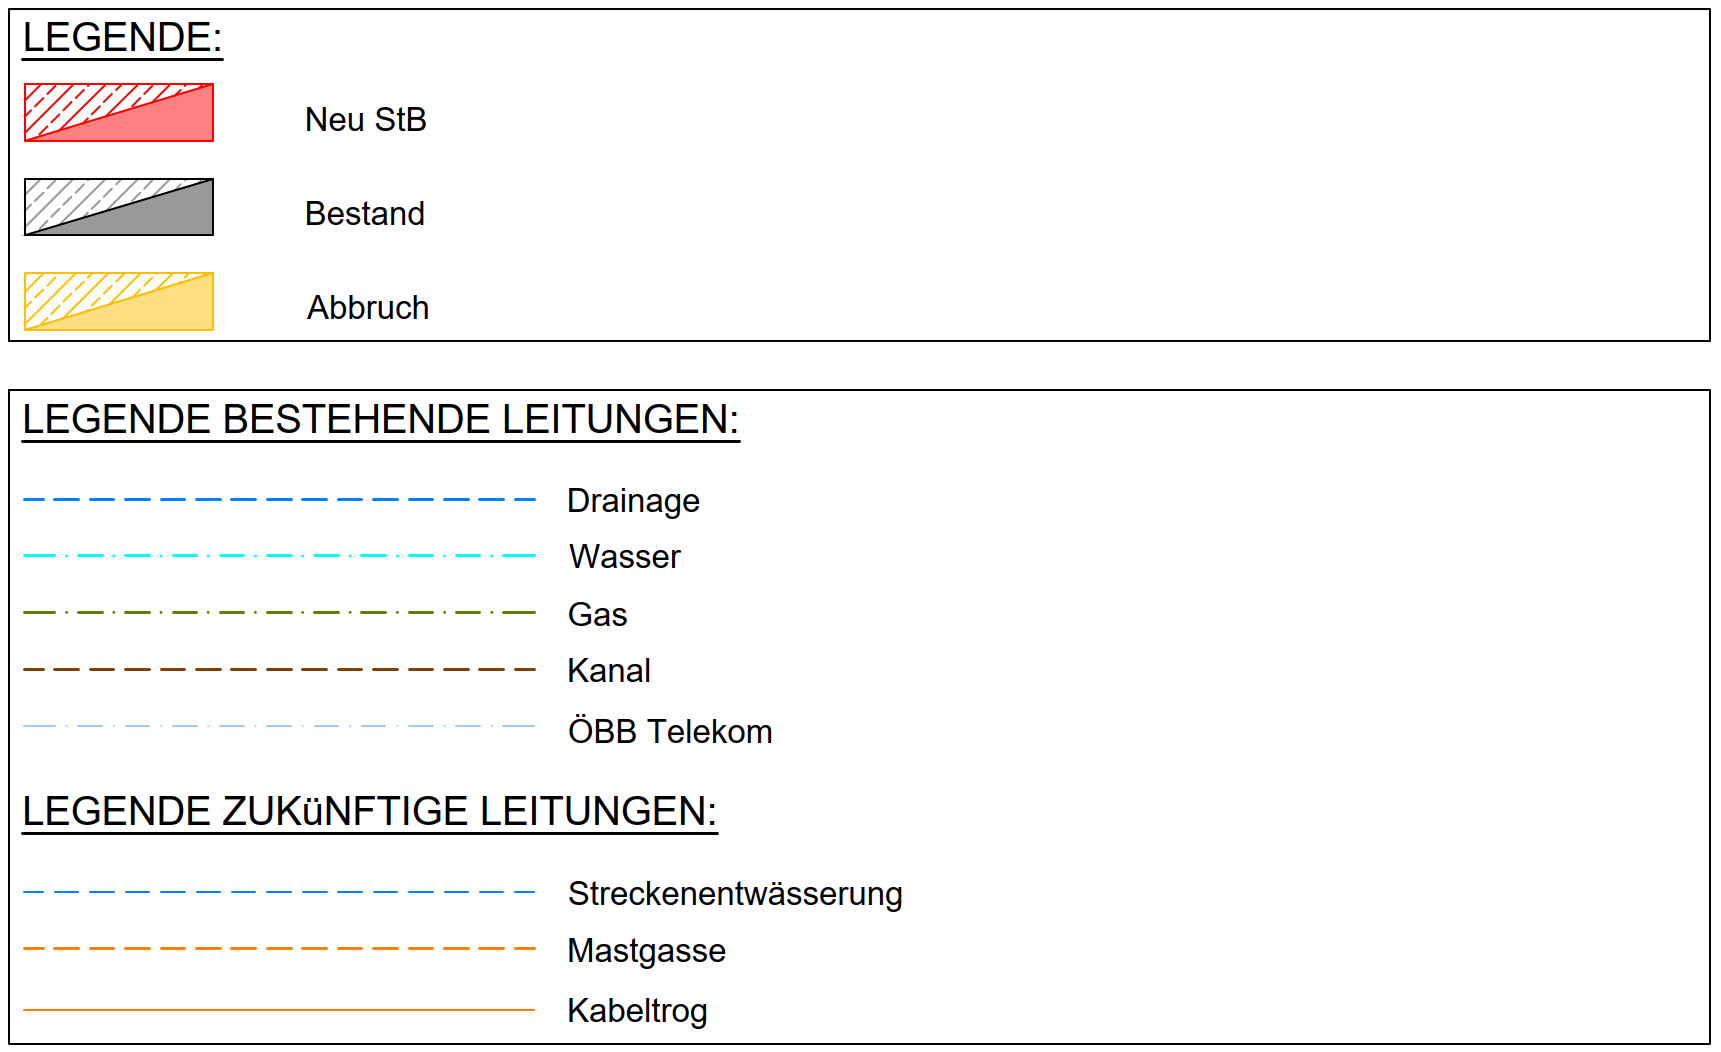 LEGENDE:
Neu StB
Bestand
Abbruch
LEGENDE BESTEHENDE LEITUNGEN:
Drainage
Wasser
Gas
Kanal
ÖBB Telekom
LEGENDE ZUKüNFTIGE LEITUNGEN:
Streckenentwässerung
Mastgasse
Kabeltrog